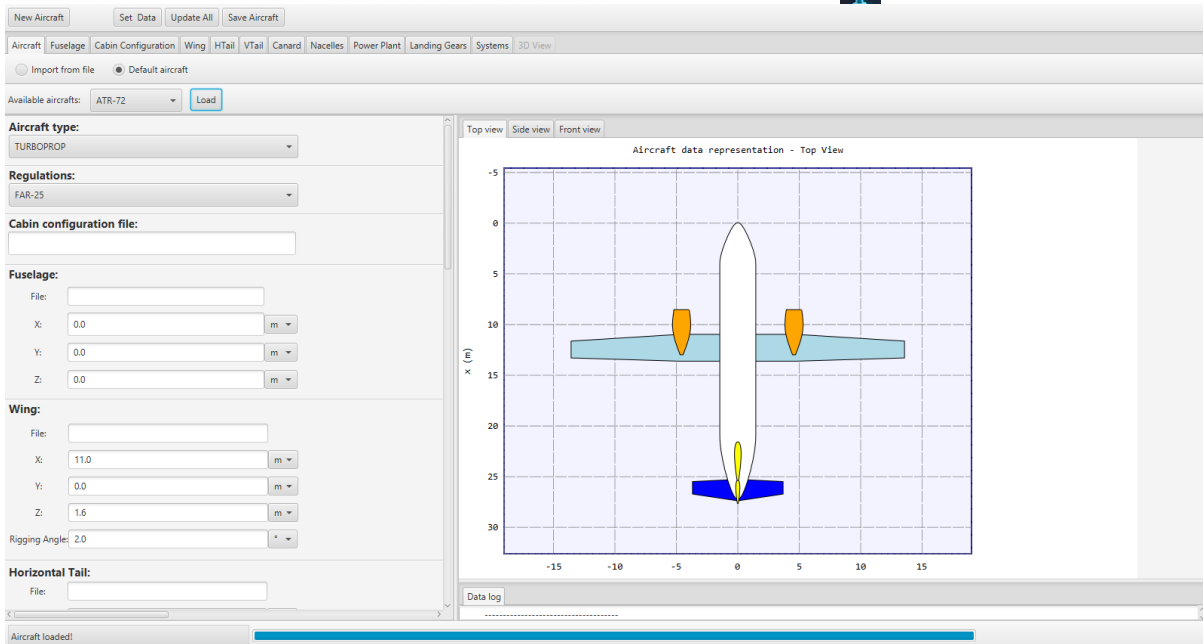 New Aircraft Set Data Update All Save Aircraft
Aircraft Fuselage Cabin Configuration Wing HTail VTail Canard Nacelles Power Plant Landing Gears Systems 3D View
Import from file Default aircraft
Available aircrafts: ATR-72 Load
Aircraft type:
TURBOPROP
Regulations:
FAR-25
Cabin configuration file:
Fuselage:
File:
X: 0.0 m
Y: 0.0 m
Z: 0.0 m
Wing:
File:
X: 11.0 m
Y: 0.0 m
Z: 1.6 m
Rigging Angle: 2.0 °
Horizontal Tail:
File:
Top view Side view Front view
Aircraft data representation - Top View
-5
0
5
10
x (m)
15
20
25
30
-15 -10 -5 0 5 10 15
Data log
-------------------------------------
Aircraft loaded!